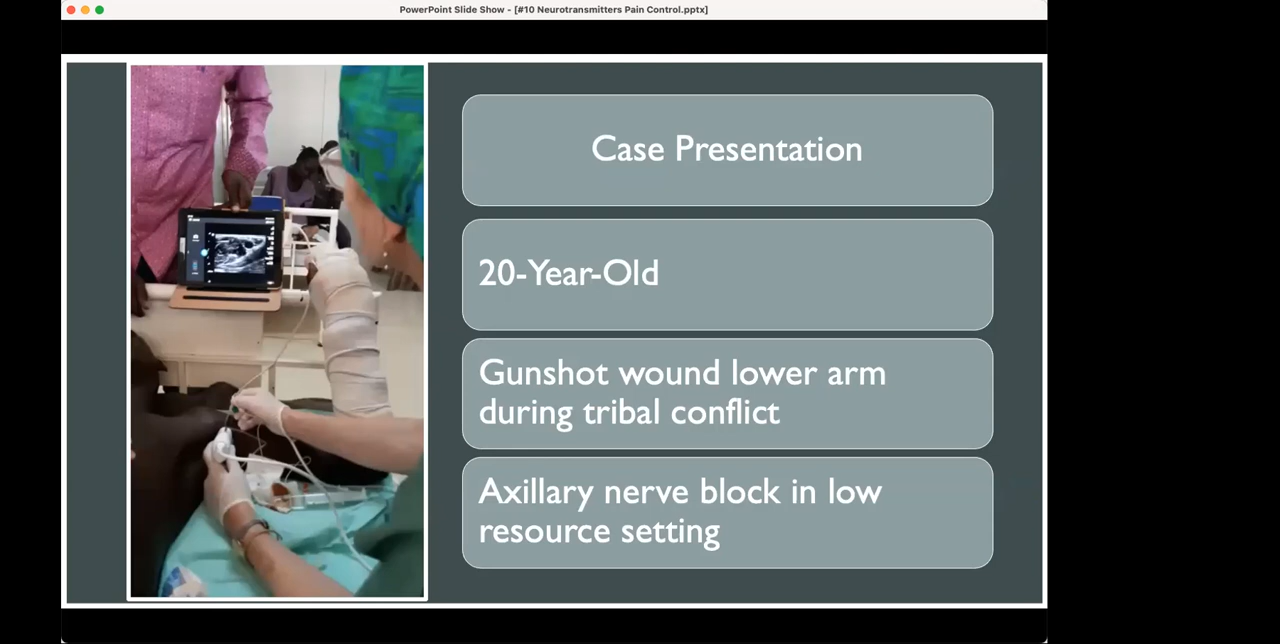 PowerPoint Slide Show - [#10 Neurotransmitters Pain Control.pptx]
Case Presentation
20-Year-Old
Gunshot wound lower arm
during tribal conflict
Axillary nerve block in low
resource setting